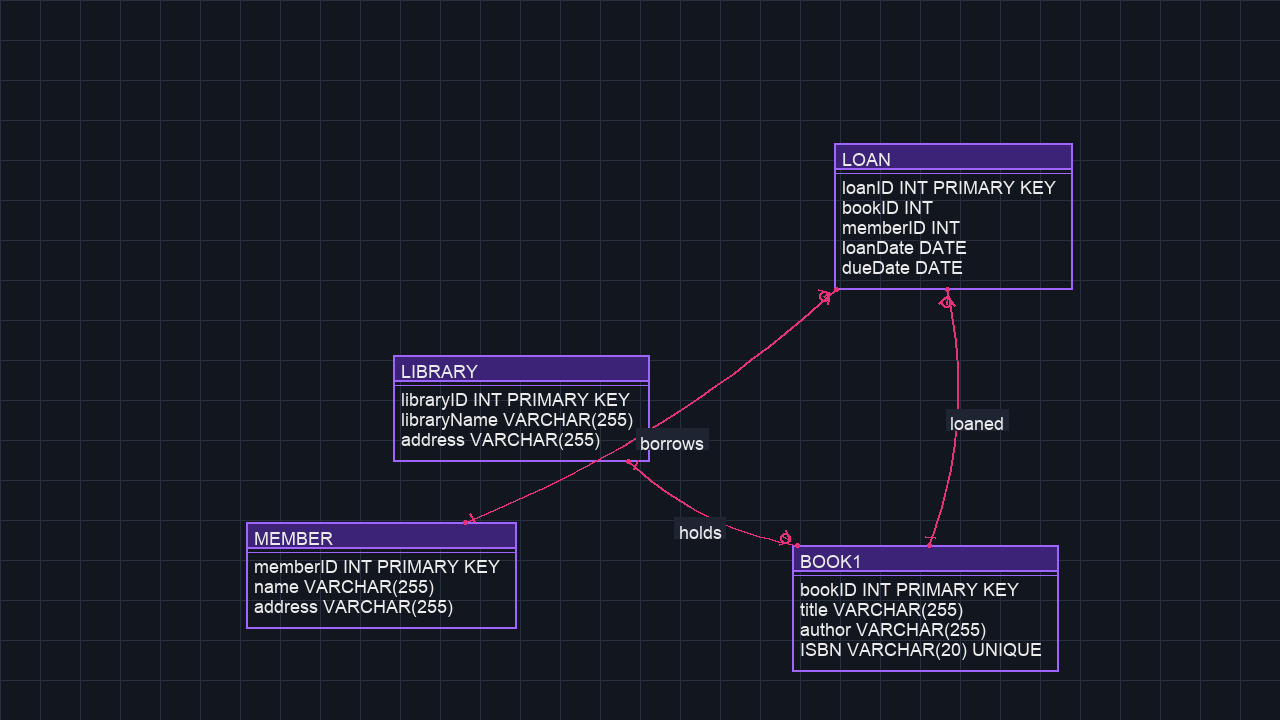 LOAN
loanID INT PRIMARY KEY
bookID INT
memberID INT
loanDate DATE
dueDate DATE
LIBRARY
libraryID INT PRIMARY KEY
libraryName VARCHAR(255)
address VARCHAR(255)
borrows
loaned
holds
MEMBER
memberID INT PRIMARY KEY
name VARCHAR(255)
address VARCHAR(255)
BOOK1
bookID INT PRIMARY KEY
title VARCHAR(255)
author VARCHAR(255)
ISBN VARCHAR(20) UNIQUE